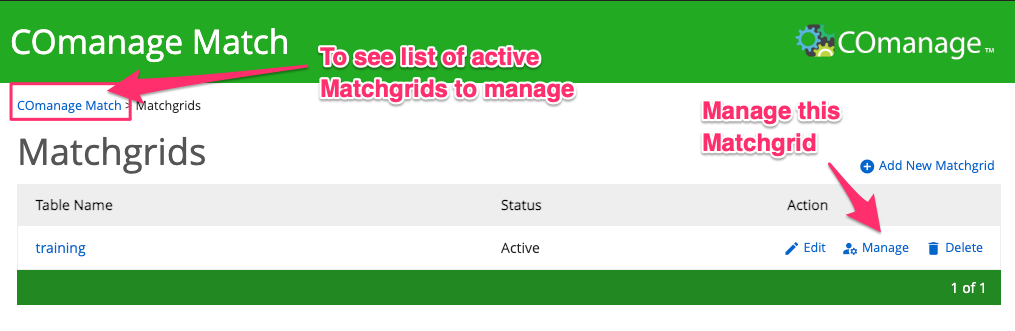 COmanage Match
COmanage™
To see list of active
Matchgrids to manage
COmanage Match > Matchgrids
Manage this
Matchgrid
Matchgrids
Add New Matchgrid
Table Name Status Action
training Active Edit Manage Delete
1 of 1